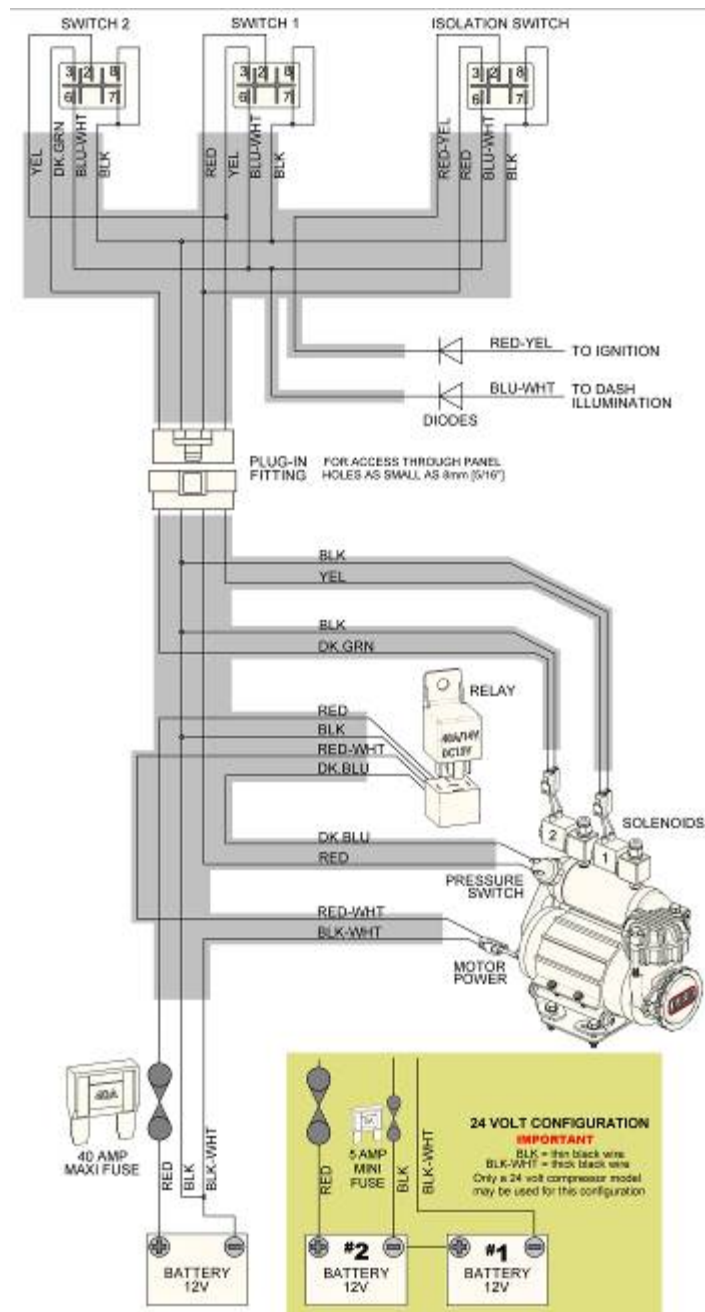 SWITCH 2
SWITCH 1
ISOLATION SWITCH
3 2 8
6 7
3 2 8
6 7
3 2 8
6 7
YEL
DK.GRN
BLU-WHT
BLK
RED
YEL
BLU-WHT
BLK
RED-YEL
RED
BLU-WHT
BLK
RED-YEL
TO IGNITION
BLU-WHT
TO DASH
ILLUMINATION
DIODES
PLUG-IN
FITTING
FOR ACCESS THROUGH PANEL
HOLES AS SMALL AS 8mm [5/16"]
BLK
YEL
BLK
DK.GRN
RELAY
RED
BLK
RED-WHT
DK.BLU
40A/14V
SOLENOIDS
2
1
DK.BLU
RED
PRESSURE
SWITCH
RED-WHT
BLK-WHT
MOTOR
POWER
40A
40 AMP
MAXI FUSE
RED
BLK
BLK-WHT
BATTERY
12V
5 AMP
MINI
FUSE
RED
BLK
BLK-WHT
24 VOLT CONFIGURATION
IMPORTANT
BLK = thin black wire
BLK-WHT = thick black wire
Only a 24 volt compressor model
may be used for this configuration
#2
BATTERY
12V
#1
BATTERY
12V